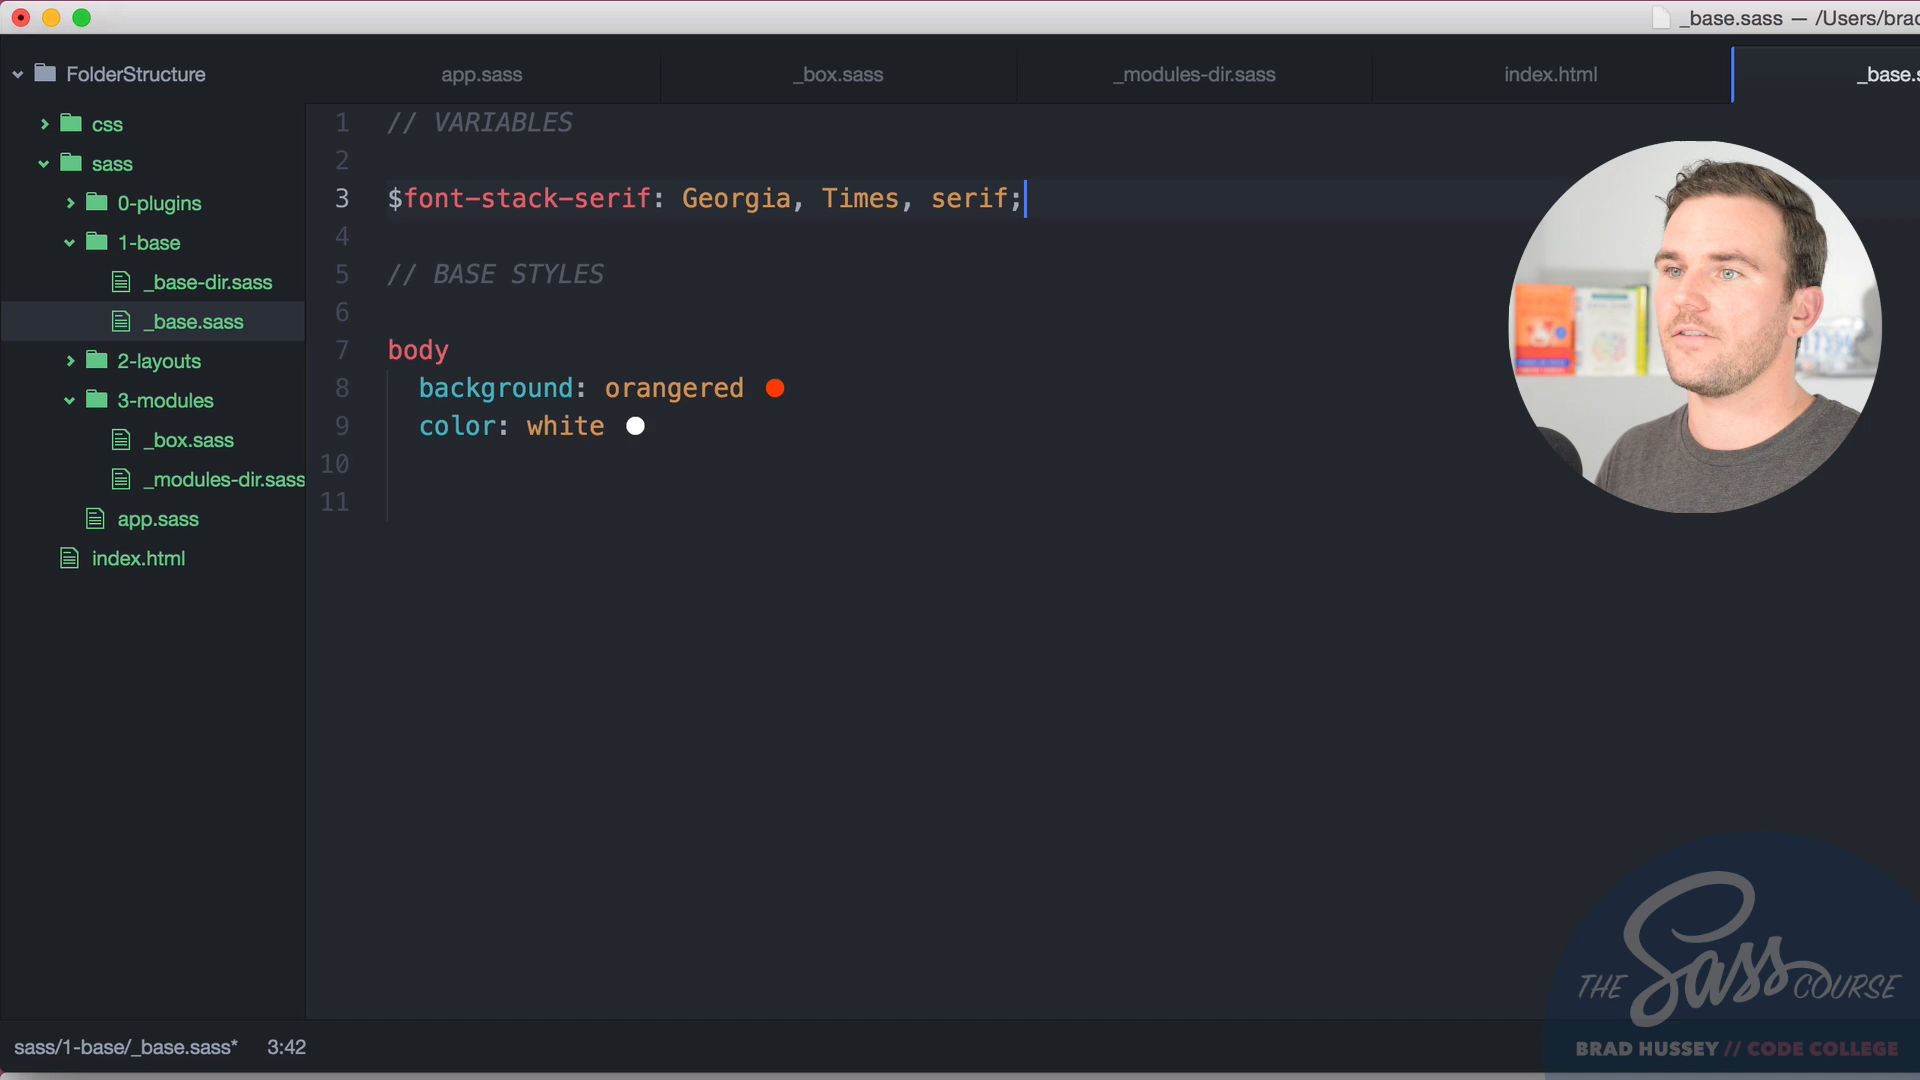 _base.sass — /Users/brad
FolderStructure
css
sass
0-plugins
1-base
_base-dir.sass
_base.sass
2-layouts
3-modules
_box.sass
_modules-dir.sass
app.sass
index.html
app.sass
_box.sass
_modules-dir.sass
index.html
_base.s
1 // VARIABLES
2
3 $font-stack-serif: Georgia, Times, serif;
4
5 // BASE STYLES
6
7 body
8 background: orangered
9 color: white
10
11
THE Sass COURSE
BRAD HUSSEY // CODE COLLEGE
sass/1-base/_base.sass* 3:42